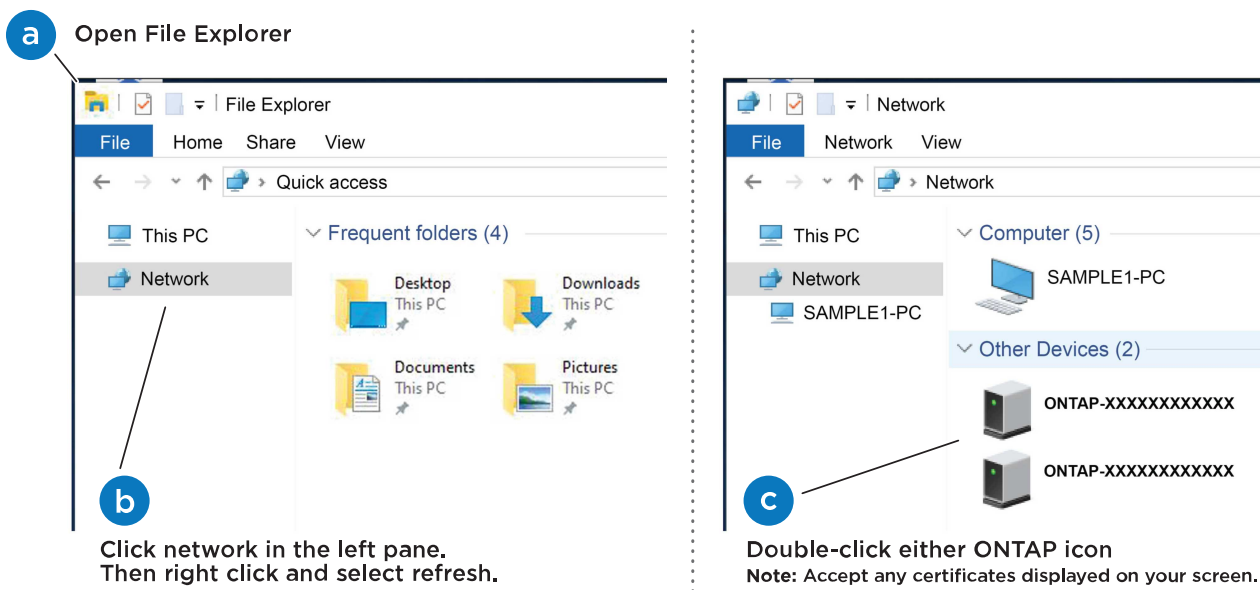 a
Open File Explorer
File Explorer
File Home Share View
Quick access
This PC
Network
Frequent folders (4)
Desktop
This PC
Downloads
This PC
Documents
This PC
Pictures
This PC
b
Click network in the left pane.
Then right click and select refresh.
Network
File Network View
Network
This PC
Network
SAMPLE1-PC
Computer (5)
SAMPLE1-PC
Other Devices (2)
ONTAP-XXXXXXXXXXXX
ONTAP-XXXXXXXXXXXX
c
Double-click either ONTAP icon
Note: Accept any certificates displayed on your screen.